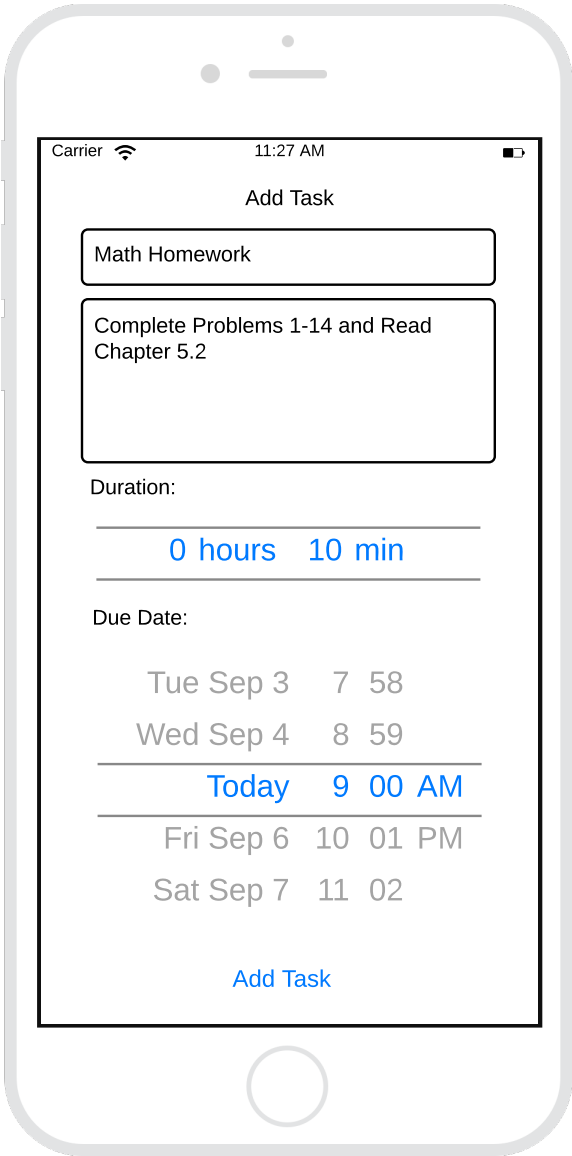 Carrier 11:27 AM
Add Task
Math Homework
Complete Problems 1-14 and Read
Chapter 5.2
Duration:
0 hours 10 min
Due Date:
Tue Sep 3 7 58
Wed Sep 4 8 59
Today 9 00 AM
Fri Sep 6 10 01 PM
Sat Sep 7 11 02
Add Task